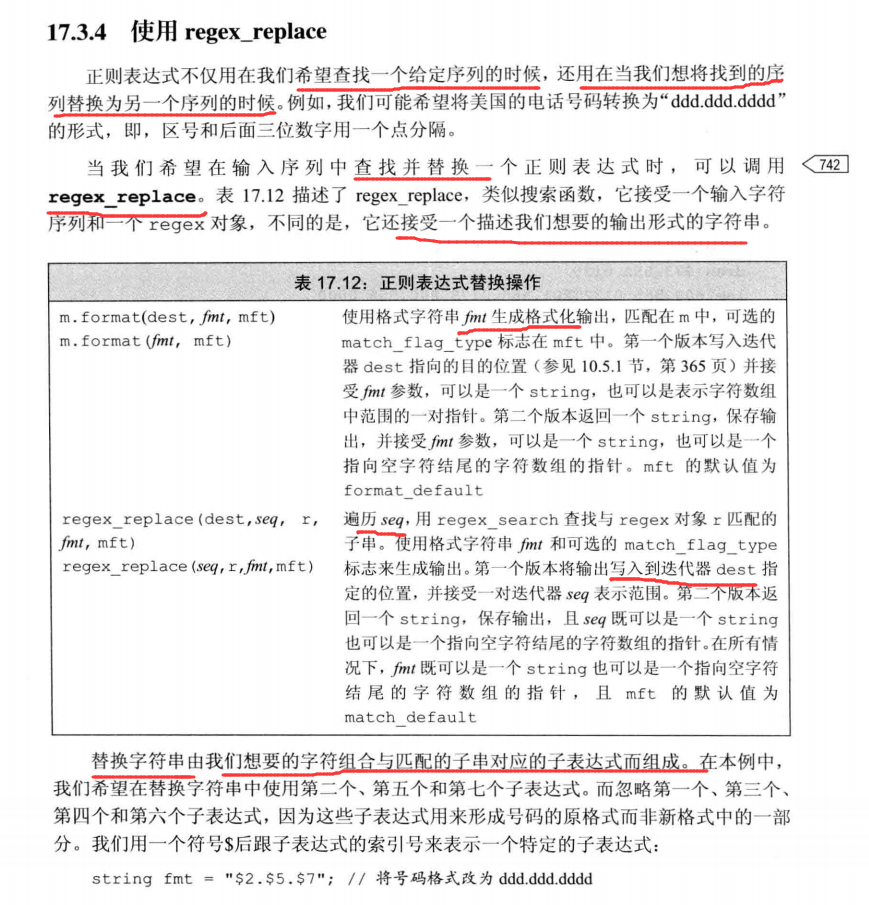 17.3.4 使用 regex_replace
正则表达式不仅用在我们希望查找一个给定序列的时候，还用在当我们想将找到的序
列替换为另一个序列的时候。例如，我们可能希望将美国的电话号码转换为“ddd.ddd.dddd”
的形式，即，区号和后面三位数字用一个点分隔。
当我们希望在输入序列中查找并替换一个正则表达式时，可以调用
742
regex_replace。表 17.12 描述了 regex_replace，类似搜索函数，它接受一个输入字符
序列和一个 regex 对象，不同的是，它还接受一个描述我们想要的输出形式的字符串。
表 17.12：正则表达式替换操作
m.format(dest, fmt, mft)
m.format(fmt, mft)
使用格式字符串 fmt 生成格式化输出，匹配在 m 中，可选的
match_flag_type 标志在 mft 中。第一个版本写入迭代
器 dest 指向的目的位置（参见 10.5.1 节，第 365 页）并接
受 fmt 参数，可以是一个 string，也可以是表示字符数组
中范围的一对指针。第二个版本返回一个 string，保存输
出，并接受 fmt 参数，可以是一个 string，也可以是一个
指向空字符结尾的字符数组的指针。mft 的默认值为
format_default
regex_replace(dest,seq, r,
fmt, mft)
regex_replace(seq,r,fmt,mft)
遍历 seq，用 regex_search 查找与 regex 对象 r 匹配的
子串。使用格式字符串 fmt 和可选的 match_flag_type
标志来生成输出。第一个版本将输出写入到迭代器 dest 指
定的位置，并接受一对迭代器 seq 表示范围。第二个版本返
回一个 string，保存输出，且 seq 既可以是一个 string
也可以是一个指向空字符结尾的字符数组的指针。在所有情
况下，fmt 既可以是一个 string 也可以是一个指向空字符
结尾的字符数组的指针，且 mft 的默认值为
match_default
替换字符串由我们想要的字符组合与匹配的子串对应的子表达式而组成。在本例中，
我们希望在替换字符串中使用第二个、第五个和第七个子表达式。而忽略第一个、第三个、
第四个和第六个子表达式，因为这些子表达式用来形成号码的原格式而非新格式中的一部
分。我们用一个符号$后跟子表达式的索引号来表示一个特定的子表达式：
string fmt = "$2.$5.$7"; // 将号码格式改为 ddd.ddd.dddd